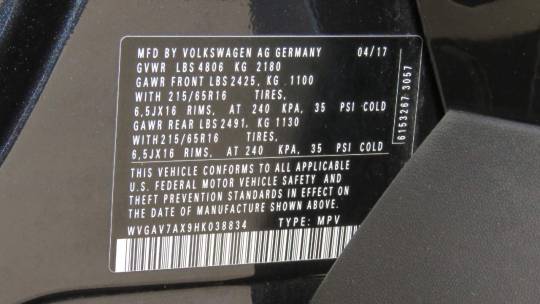 MFD BY VOLKSWAGEN AG GERMANY 04/17
GVWR LBS 4806 KG 2180
GAWR FRONT LBS 2425, KG 1100
WITH 215/65R16 TIRES,
6,5JX16 RIMS, AT 240 KPA, 35 PSI COLD
GAWR REAR LBS 2491, KG 1130
WITH 215/65R16 TIRES,
6,5JX16 RIMS, AT 240 KPA, 35 PSI COLD
THIS VEHICLE CONFORMS TO ALL APPLICABLE
U.S. FEDERAL MOTOR VEHICLE SAFETY AND
THEFT PREVENTION STANDARDS IN EFFECT ON
THE DATE OF MANUFACTURE SHOWN ABOVE
WVGAV7AX9HK038834 TYPE: MPV
6153267 3057